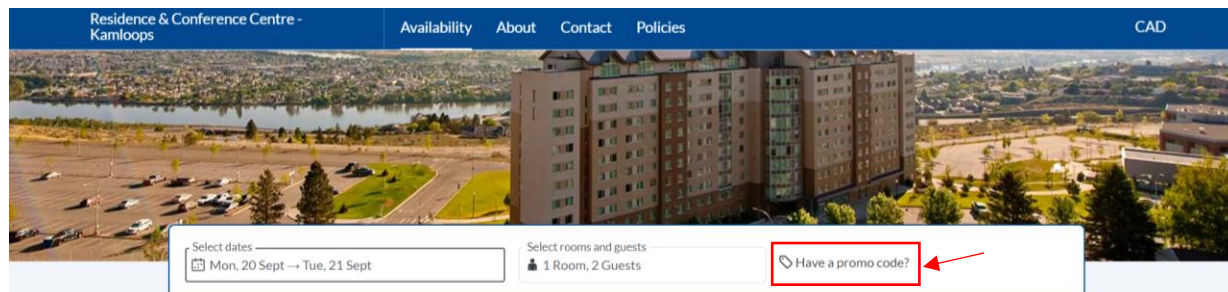 Residence & Conference Centre -
Kamloops
Availability About Contact Policies
CAD
Select dates
Mon, 20 Sept → Tue, 21 Sept
Select rooms and guests
1 Room, 2 Guests
Have a promo code?